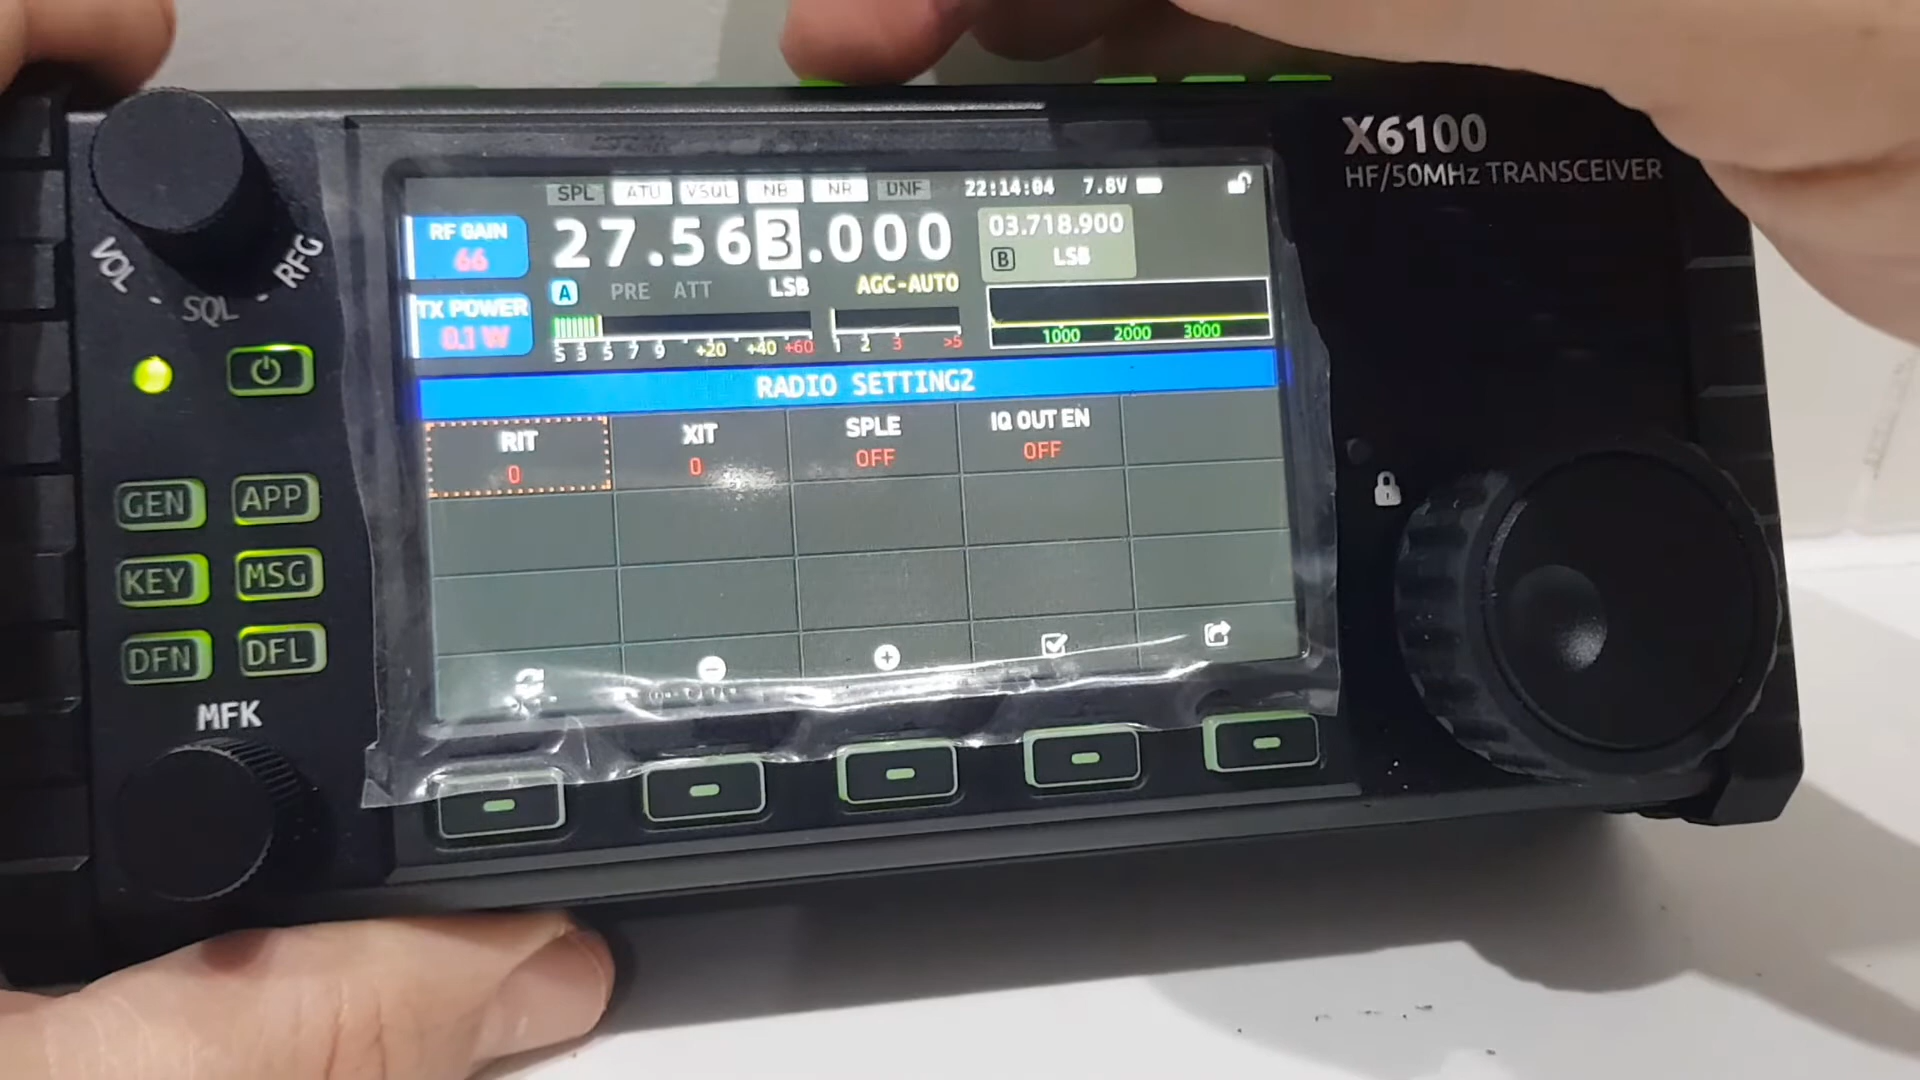 X6100
HF/50MHz TRANSCEIVER
SPL ATU VSQL NB NR DNF 22:14:04 7.8V
RF GAIN
66
27.563.000
03.718.900
B LSB
A PRE ATT LSB AGC-AUTO
TX POWER
0.1 W
S 3 5 7 9 +20 +40 +60 1 2 3 >5
1000 2000 3000
RADIO SETTING2
RIT XIT SPLE IQ OUT EN
0 0 OFF OFF
VOL SQL RFG
GEN APP
KEY MSG
DFN DFL
MFK